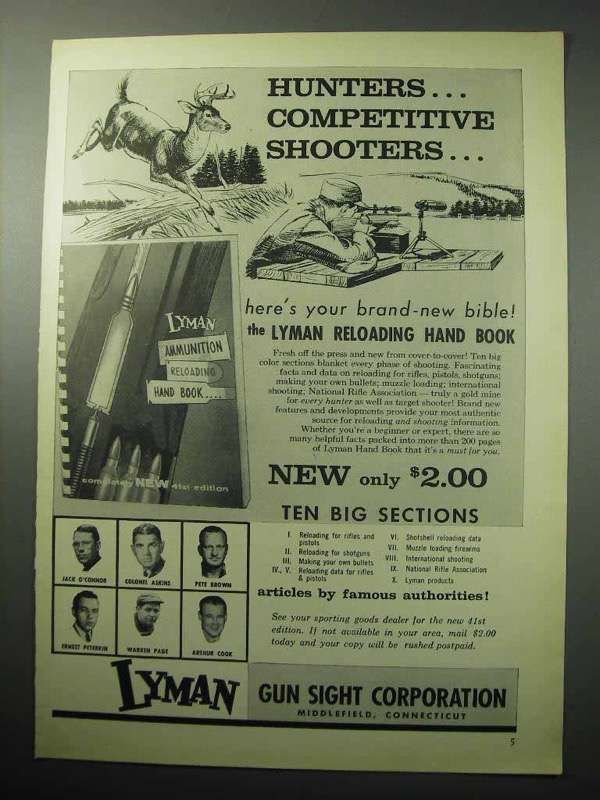 HUNTERS...
COMPETITIVE
SHOOTERS...
here's your brand-new bible!
the LYMAN RELOADING HAND BOOK
Fresh off the press and new from cover-to-cover! Ten big
color sections blanket every phase of shooting. Fascinating
facts and data on reloading for rifles, pistols, shotguns;
making your own bullets; muzzle loading; international
shooting; National Rifle Association — truly a gold mine
for every hunter as well as target shooter! Brand new
features and developments provide your most authentic
source for reloading and shooting information.
Whether you're a beginner or expert, there are so
many helpful facts packed into more than 200 pages
of Lyman Hand Book that it's a must for you.
LYMAN
AMMUNITION
RELOADING
HAND BOOK....
completely NEW 41st edition
NEW only $2.00
TEN BIG SECTIONS
I. Reloading for rifles and
pistols
II. Reloading for shotguns
III. Making your own bullets
IV., V. Reloading data for rifles
& pistols
VI. Shotshell reloading data
VII. Muzzle loading firearms
VIII. International shooting
IX. National Rifle Association
X. Lyman products
articles by famous authorities!
JACK O'CONNOR
COLONEL ASKINS
PETE BROWN
ERNEST PETERKIN
WARREN PAGE
ARTHUR COOK
See your sporting goods dealer for the new 41st
edition. If not available in your area, mail $2.00
today and your copy will be rushed postpaid.
LYMAN
GUN SIGHT CORPORATION
MIDDLEFIELD, CONNECTICUT
5